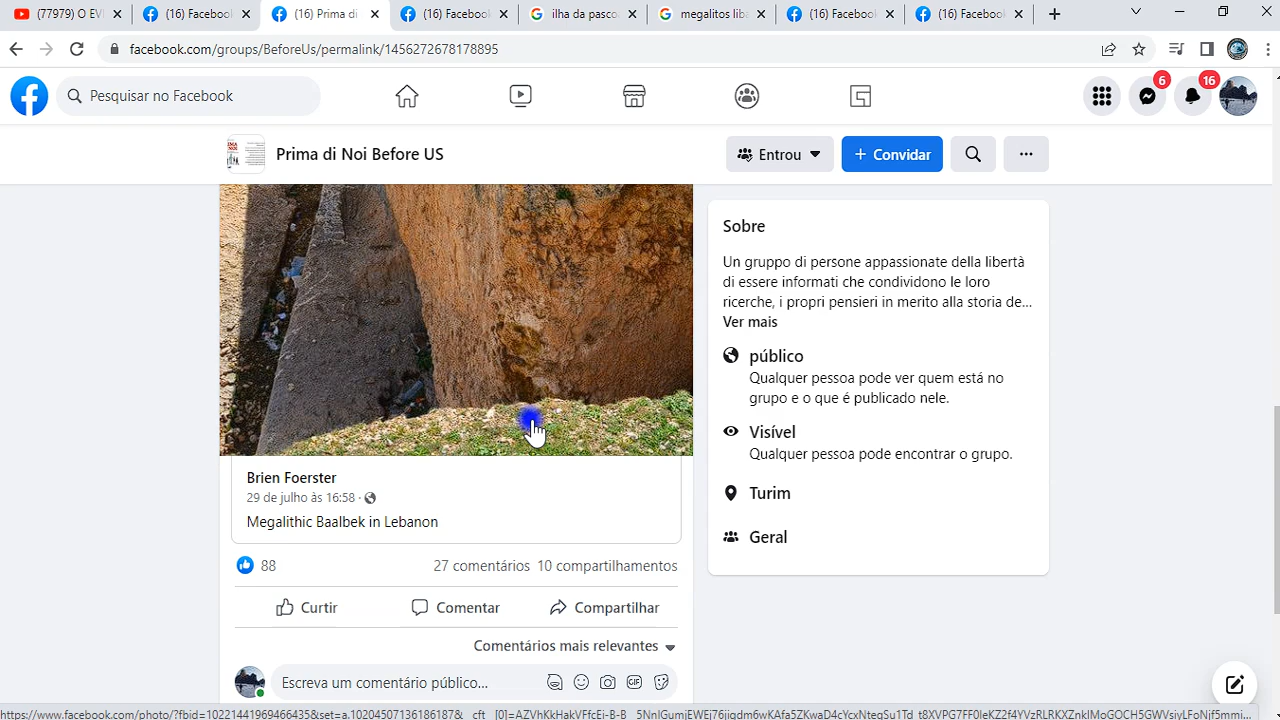 (77979) O EVI
(16) Facebook
(16) Prima di
(16) Facebook
ilha da pasco
megalitos liba
(16) Facebook
(16) Facebook
facebook.com/groups/BeforeUs/permalink/1456272678178895
Pesquisar no Facebook
6
16
Prima di Noi Before US
Entrou
+ Convidar
Sobre
Un gruppo di persone appassionate della libertà
di essere informati che condividono le loro
ricerche, i propri pensieri in merito alla storia de...
Ver mais
público
Qualquer pessoa pode ver quem está no
grupo e o que é publicado nele.
Visível
Qualquer pessoa pode encontrar o grupo.
Turim
Geral
Brien Foerster
29 de julho às 16:58 ·
Megalithic Baalbek in Lebanon
88
27 comentários 10 compartilhamentos
Curtir
Comentar
Compartilhar
Comentários mais relevantes
Escreva um comentário público...
GIF